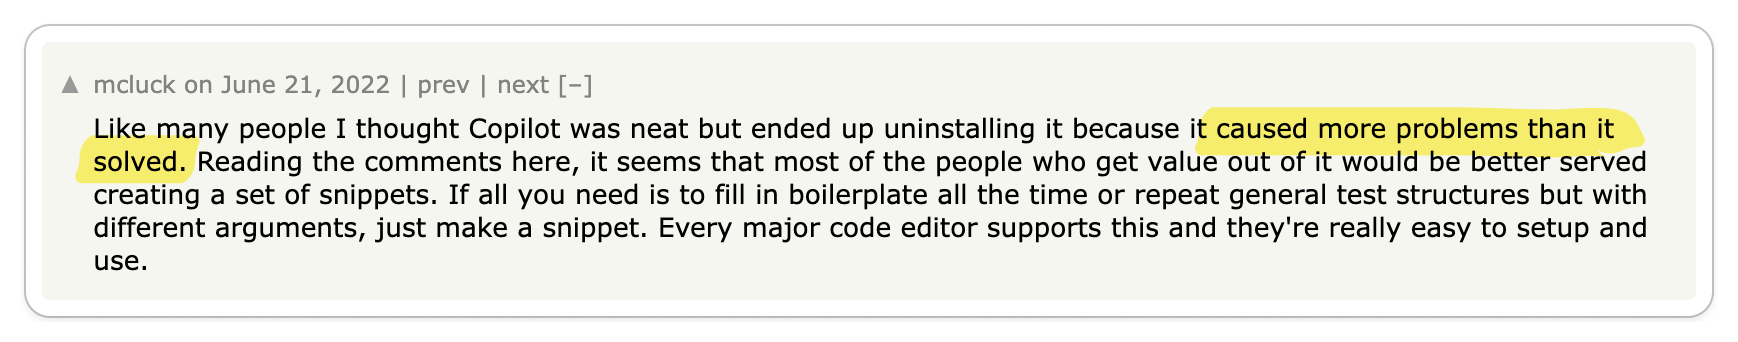 ▲ mcluck on June 21, 2022 | prev | next [–]
Like many people I thought Copilot was neat but ended up uninstalling it because it caused more problems than it
solved. Reading the comments here, it seems that most of the people who get value out of it would be better served
creating a set of snippets. If all you need is to fill in boilerplate all the time or repeat general test structures but with
different arguments, just make a snippet. Every major code editor supports this and they're really easy to setup and
use.